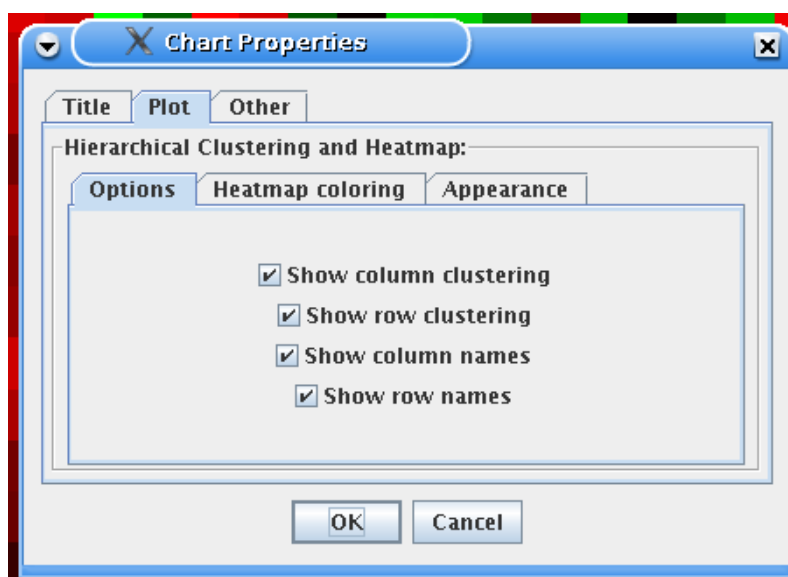 Chart Properties
Title Plot Other
Hierarchical Clustering and Heatmap:
Options Heatmap coloring Appearance
Show column clustering
Show row clustering
Show column names
Show row names
OK Cancel